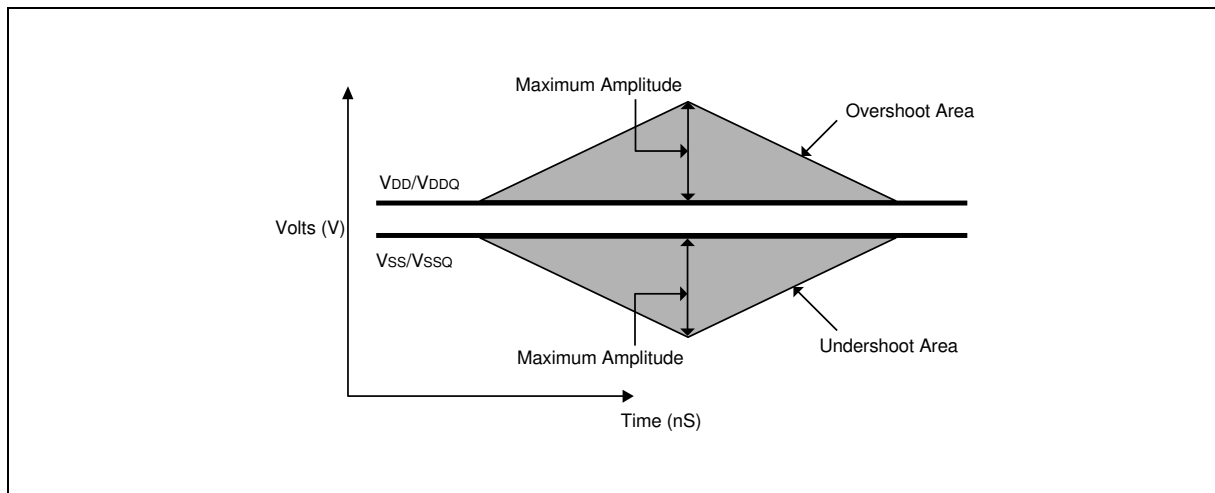 Maximum Amplitude
Overshoot Area
VDD/VDDQ
Volts (V)
VSS/VSSQ
Maximum Amplitude
Undershoot Area
Time (nS)